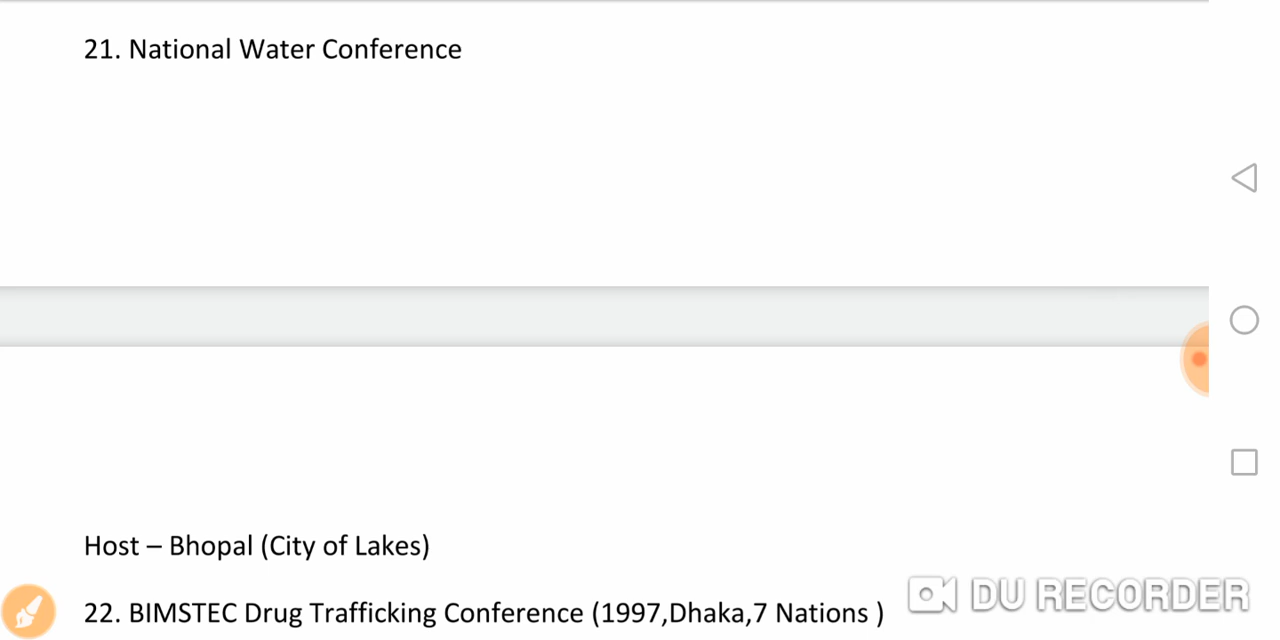 21. National Water Conference
Host – Bhopal (City of Lakes)
22. BIMSTEC Drug Trafficking Conference (1997,Dhaka,7 Nations )
DU RECORDER